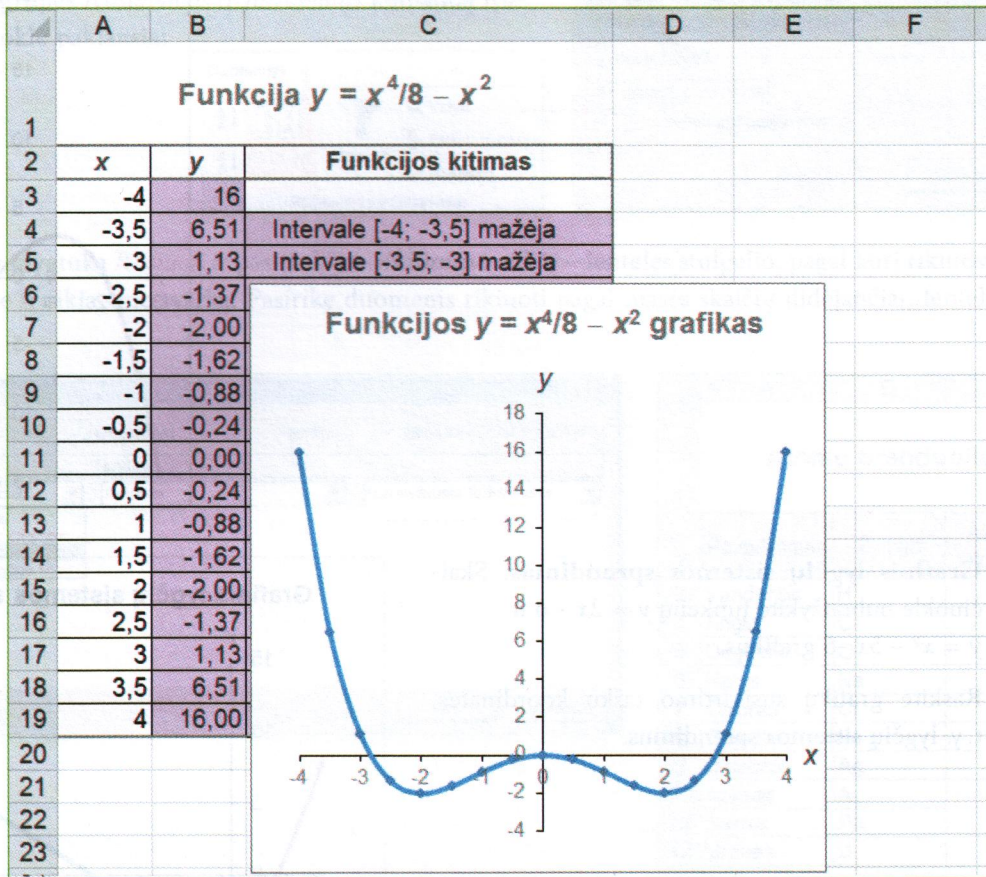 A B C D E F
1 Funkcija y = x⁴/8 – x²
2 x y Funkcijos kitimas
3 -4 16
4 -3,5 6,51 Intervale [-4; -3,5] mažėja
5 -3 1,13 Intervale [-3,5; -3] mažėja
6 -2,5 -1,37
7 -2 -2,00
8 -1,5 -1,62
9 -1 -0,88
10 -0,5 -0,24
11 0 0,00
12 0,5 -0,24
13 1 -0,88
14 1,5 -1,62
15 2 -2,00
16 2,5 -1,37
17 3 1,13
18 3,5 6,51
19 4 16,00
20
21
22
23
Funkcijos y = x⁴/8 – x² grafikas
y
18
16
14
12
10
8
6
4
2
0
-2
-4
-4 -3 -2 -1 0 1 2 3 4 x